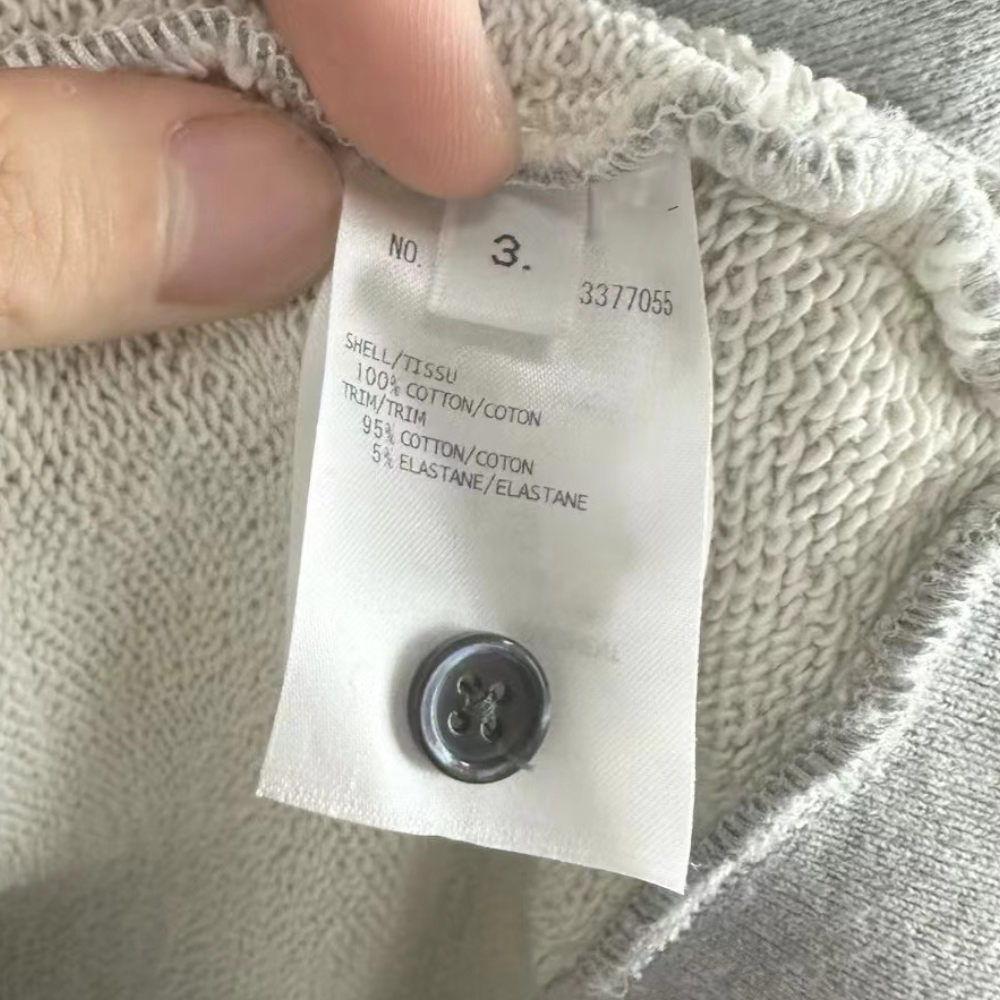 NO. 3. 3377055
SHELL/TISSU
100% COTTON/COTON
TRIM/TRIM
95% COTTON/COTON
5% ELASTANE/ELASTANE